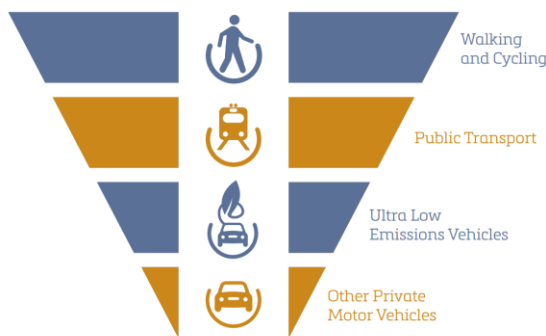 Walking
and Cycling
Public Transport
Ultra Low
Emissions Vehicles
Other Private
Motor Vehicles